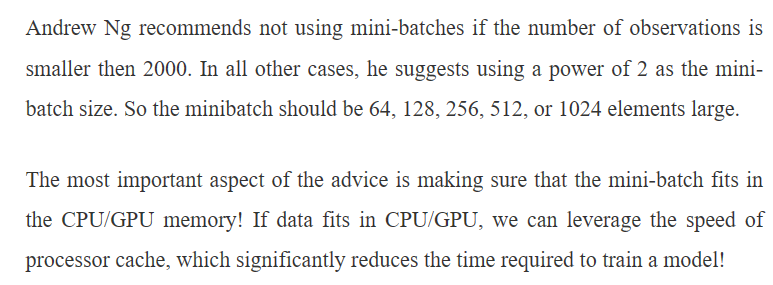 Andrew Ng recommends not using mini-batches if the number of observations is
smaller then 2000. In all other cases, he suggests using a power of 2 as the mini-
batch size. So the minibatch should be 64, 128, 256, 512, or 1024 elements large.
The most important aspect of the advice is making sure that the mini-batch fits in
the CPU/GPU memory! If data fits in CPU/GPU, we can leverage the speed of
processor cache, which significantly reduces the time required to train a model!